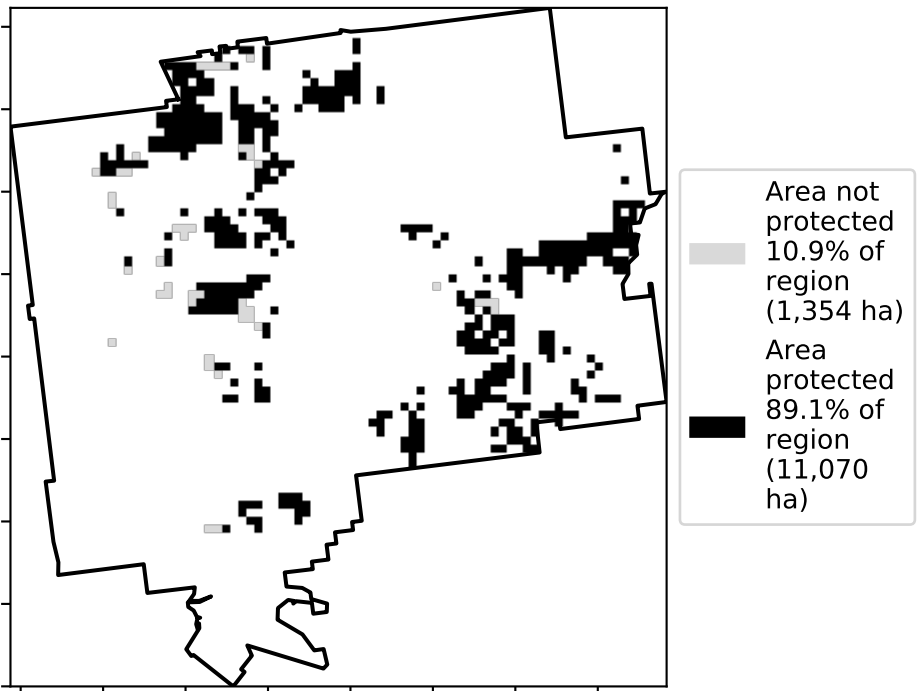 Area not
protected
10.9% of
region
(1,354 ha)
Area
protected
89.1% of
region
(11,070
ha)